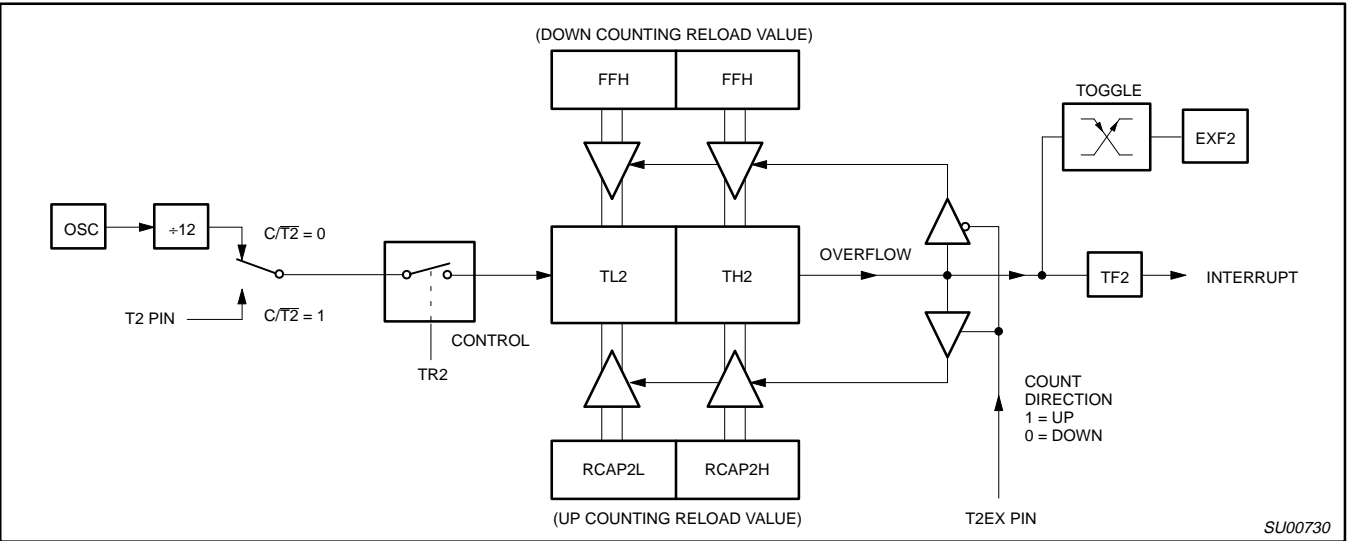 (DOWN COUNTING RELOAD VALUE)
FFH FFH
TOGGLE
EXF2
OSC
÷12
C/T2̅ = 0
T2 PIN
C/T2̅ = 1
CONTROL
TR2
TL2 TH2
OVERFLOW
TF2
INTERRUPT
COUNT
DIRECTION
1 = UP
0 = DOWN
RCAP2L RCAP2H
(UP COUNTING RELOAD VALUE)
T2EX PIN
SU00730